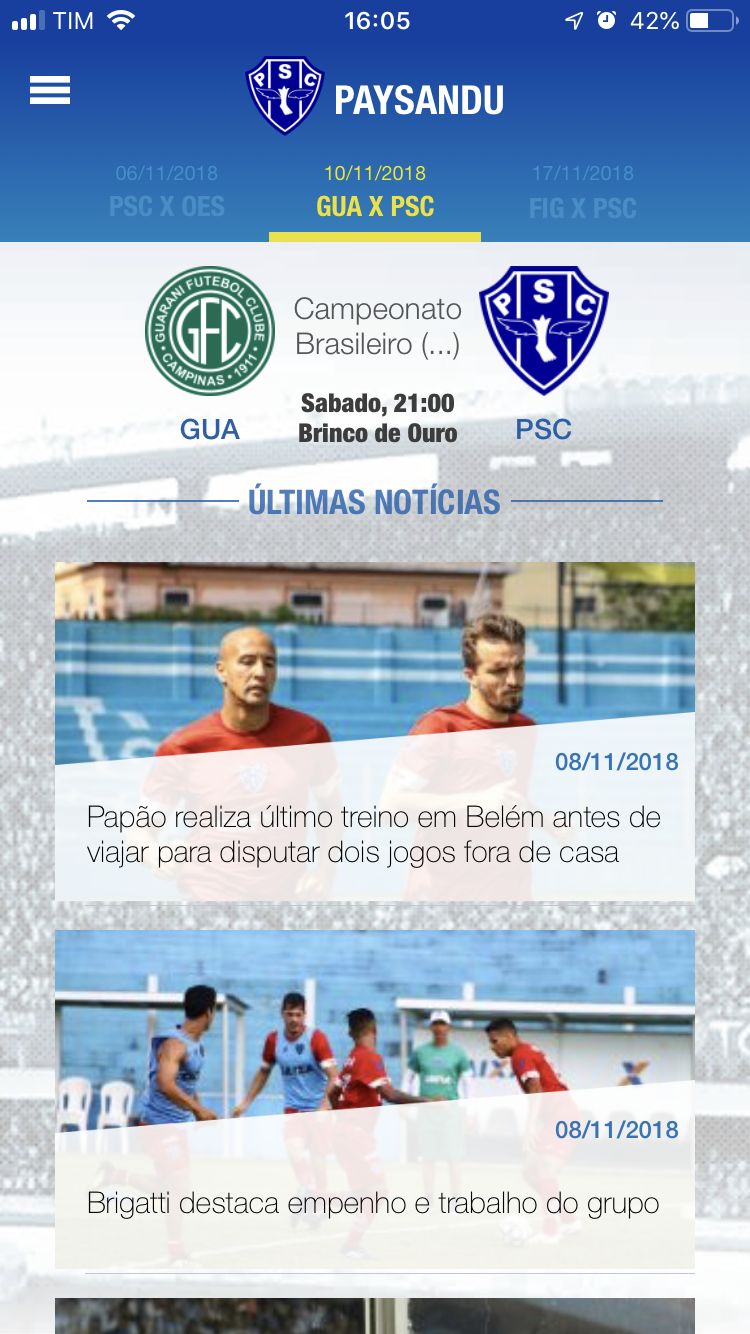 TIM 16:05 42%
PSC PAYSANDU
06/11/2018 10/11/2018 17/11/2018
PSC X OES GUA X PSC FIG X PSC
GUARANI FUTEBOL CLUBE
GFC
CAMPINAS • 1911
Campeonato
Brasileiro (...)
PSC
Sabado, 21:00
Brinco de Ouro
GUA PSC
ÚLTIMAS NOTÍCIAS
08/11/2018
Papão realiza último treino em Belém antes de
viajar para disputar dois jogos fora de casa
CAIXA
08/11/2018
Brigatti destaca empenho e trabalho do grupo